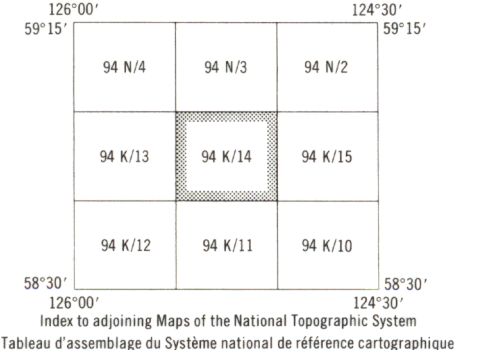 126°00′ 124°30′
59°15′ 59°15′
94 N/4 94 N/3 94 N/2
94 K/13 94 K/14 94 K/15
94 K/12 94 K/11 94 K/10
58°30′ 58°30′
126°00′ 124°30′
Index to adjoining Maps of the National Topographic System
Tableau d'assemblage du Système national de référence cartographique